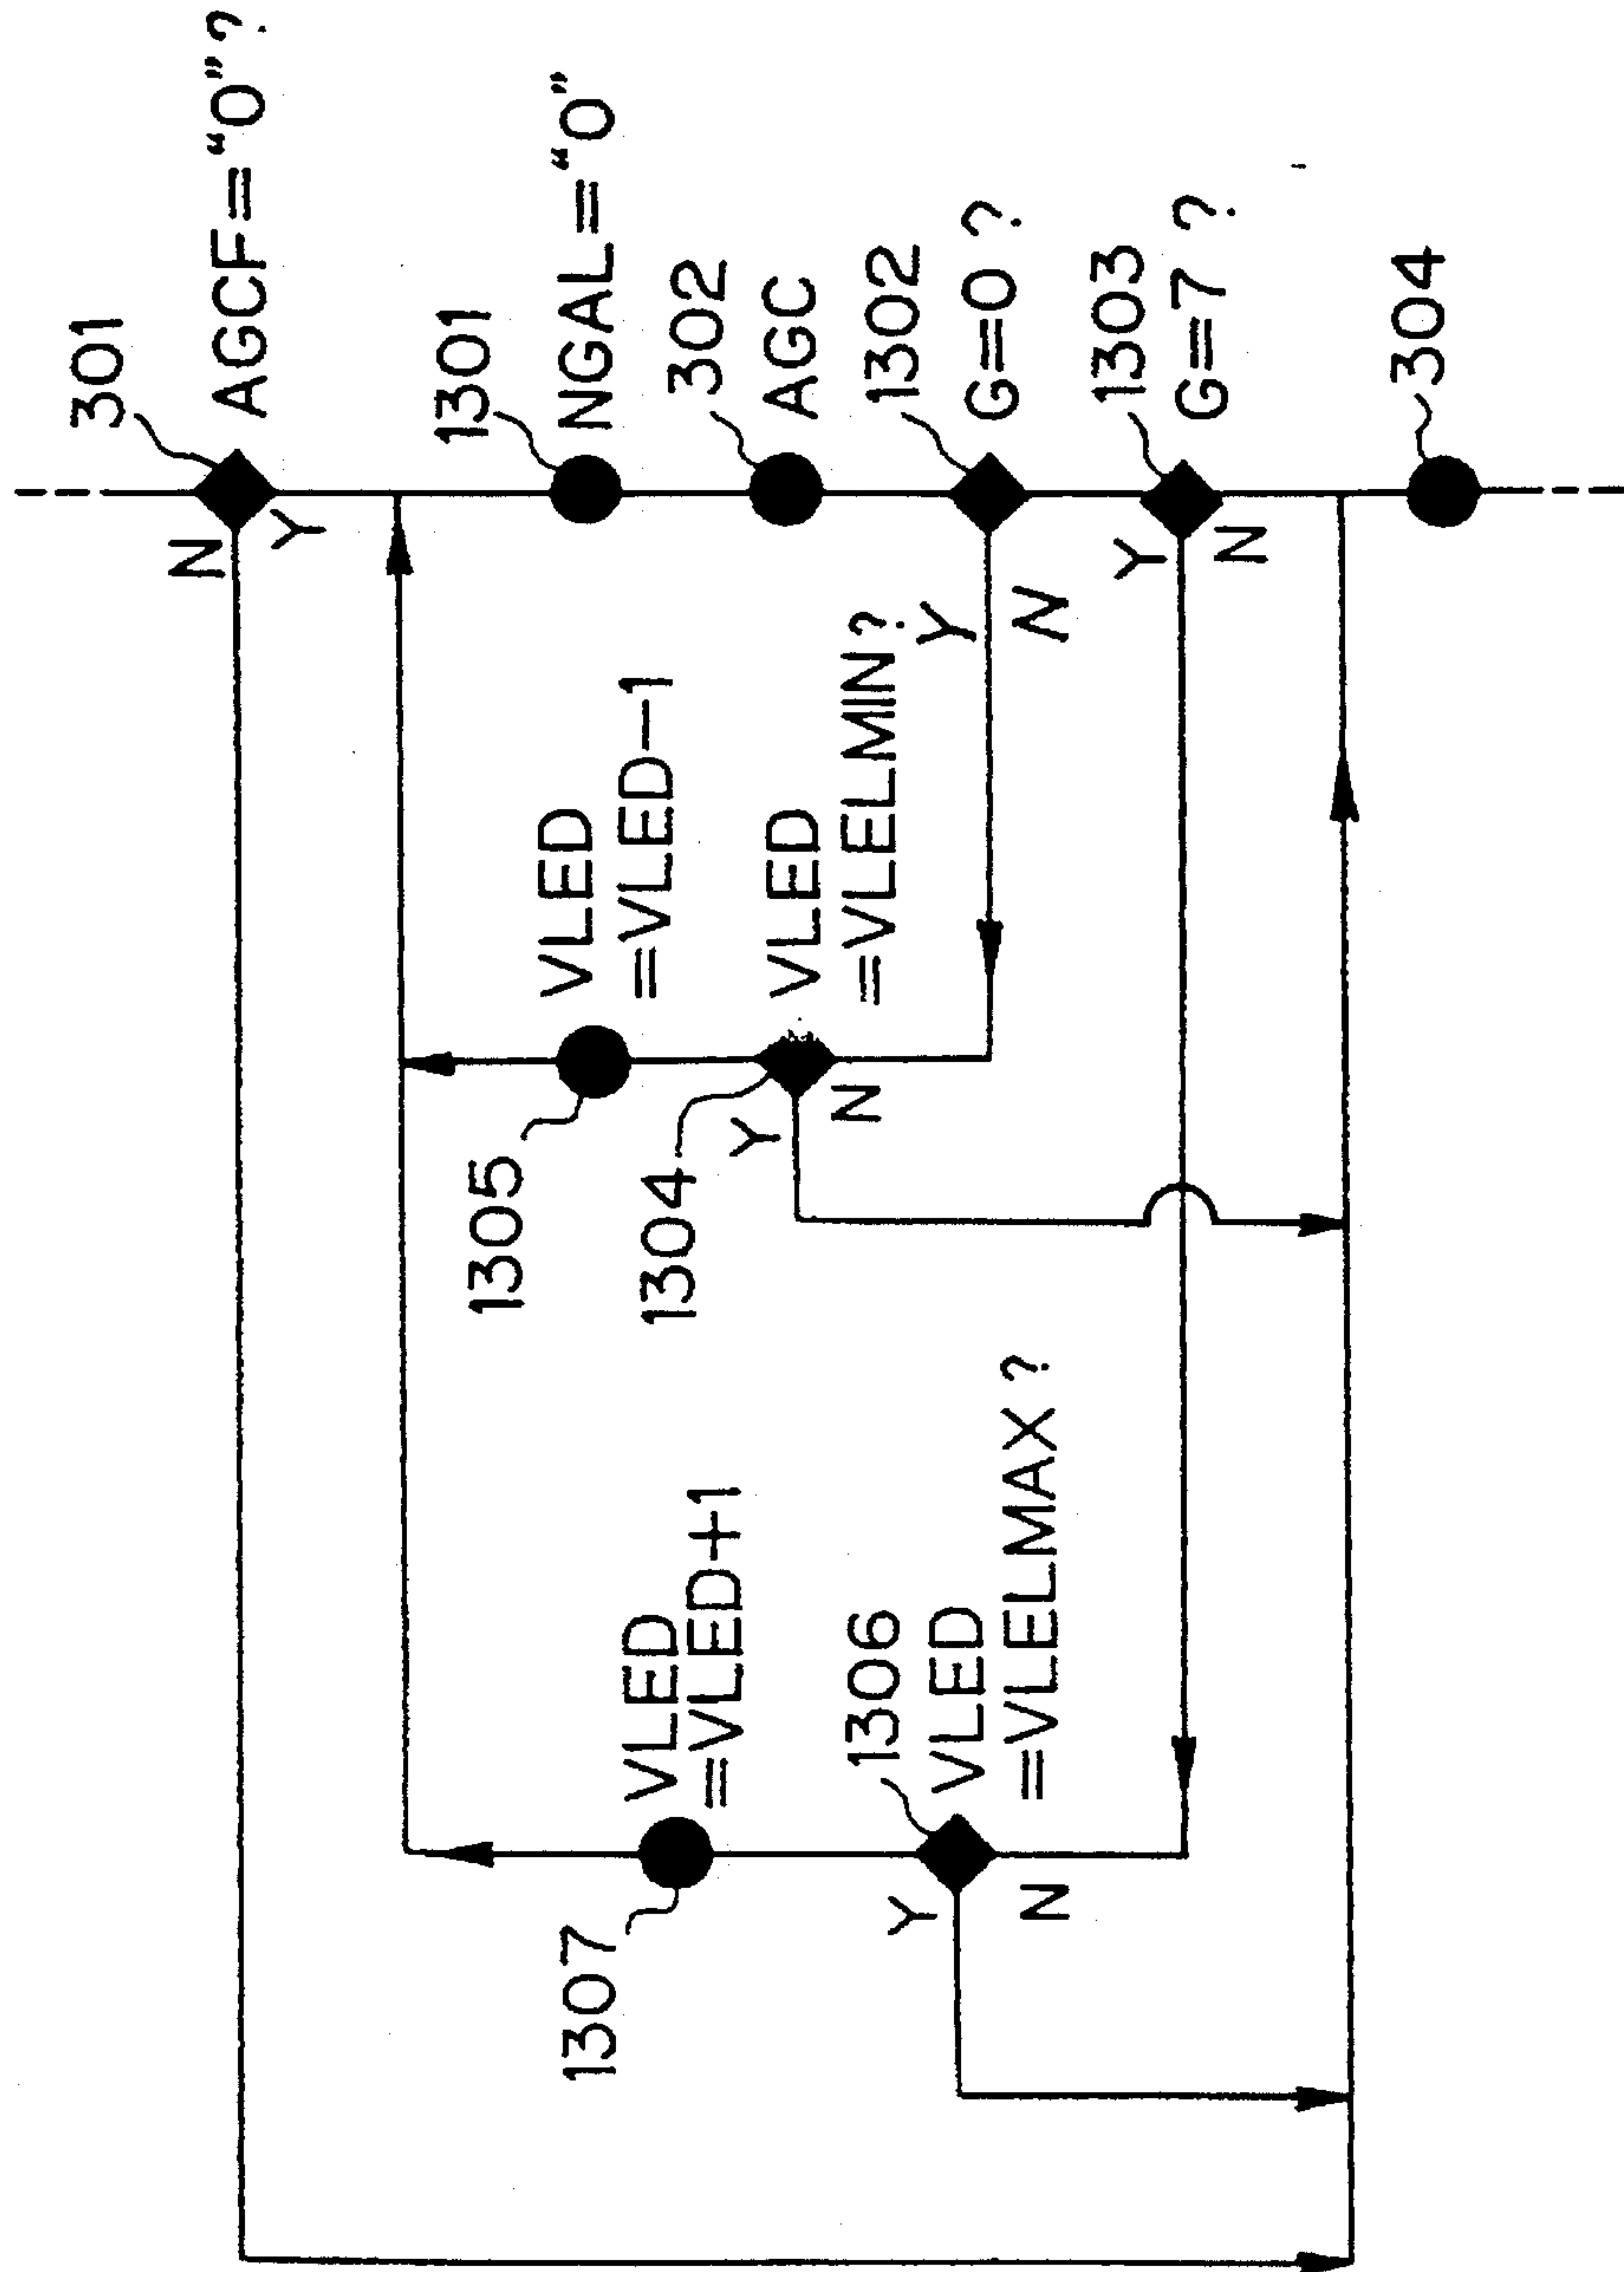 301
AGCF="0"?
N
Y
1301
NGAL="0"
302
AGC
1302
G=0 ?
Y
N
1303
G=7 ?
Y
N
304
1305
VLED
=VLED−1
1304
VLED
=VLELMIN?
Y
N
1307
VLED
=VLED+1
1306
VLED
=VLELMAX ?
Y
N